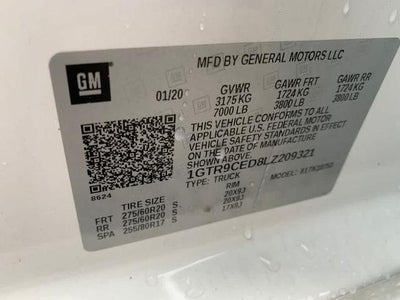 GM
MFD BY GENERAL MOTORS LLC
01/20 GVWR GAWR FRT GAWR RR
3175KG 1724KG 1724KG
7000 LB 3800 LB 3800 LB
THIS VEHICLE CONFORMS TO ALL
APPLICABLE U.S. FEDERAL MOTOR
VEHICLE SAFETY STANDARDS IN EFFECT
ON THE DATE OF MANUFACTURE
SHOWN ABOVE.
1GTR9CED8LZ209321
TYPE: TRUCK MODEL:
8624
TIRE SIZE RIM
FRT 275/60R20 S 20X9J
RR 275/60R20 S 20X9J
SPA 255/80R17 S 17X8J